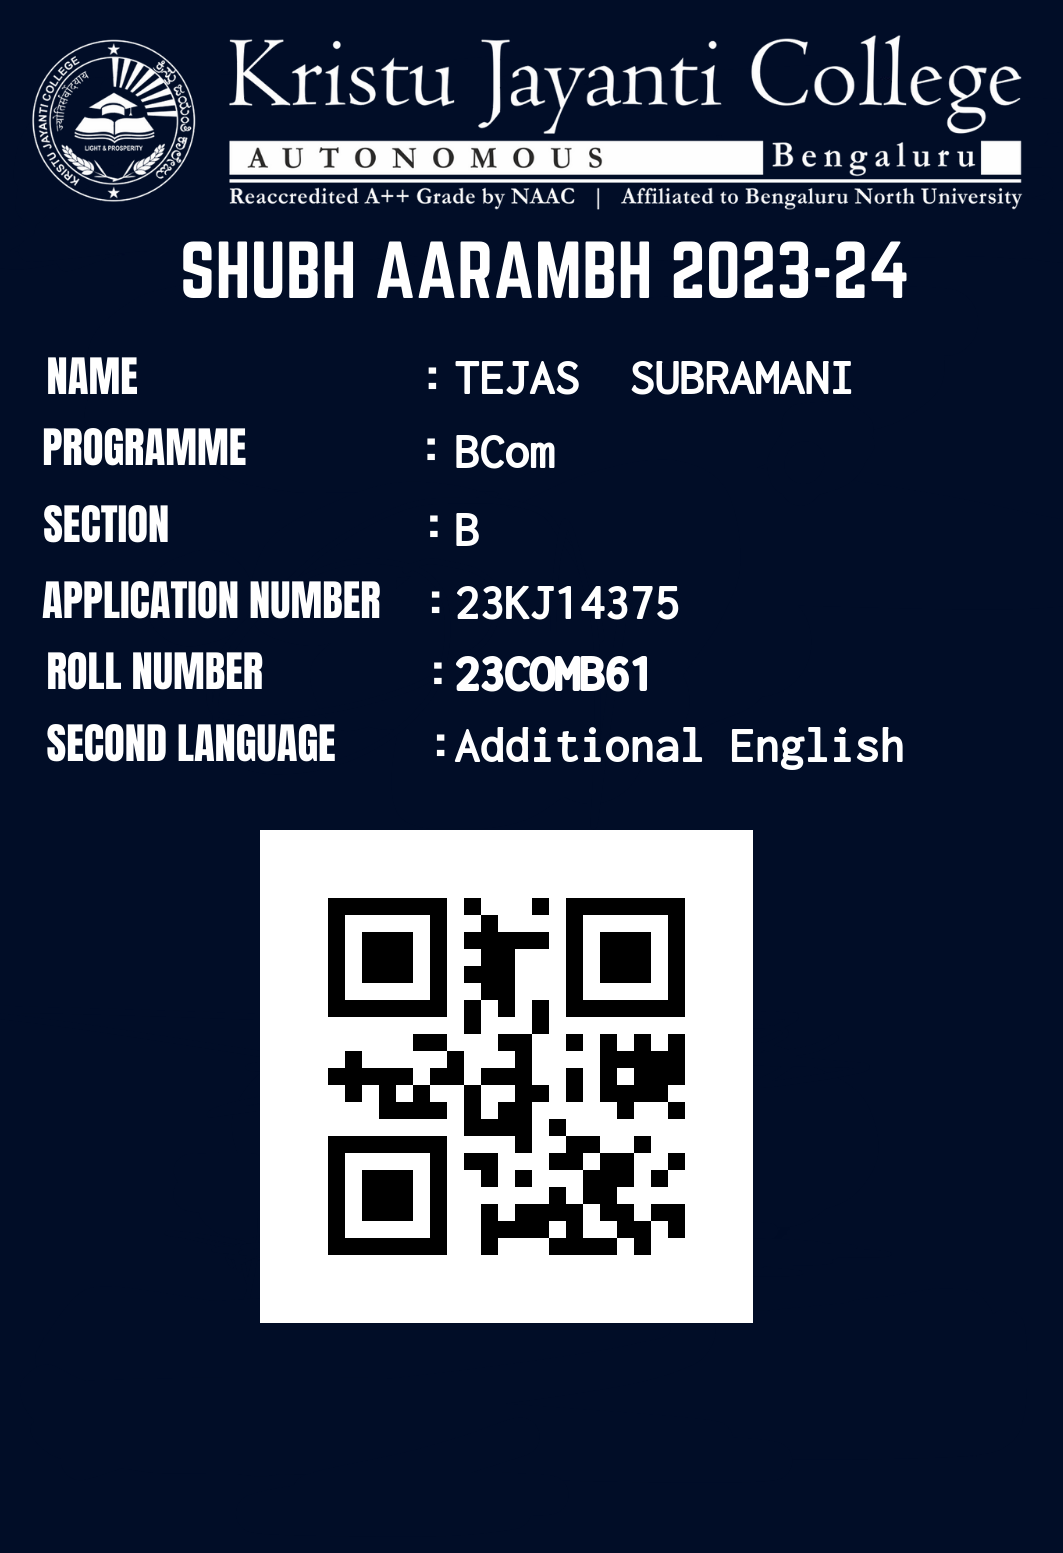 Kristu Jayanti College
AUTONOMOUS Bengaluru
Reaccredited A++ Grade by NAAC | Affiliated to Bengaluru North University
KRISTU JAYANTI COLLEGE
LIGHT & PROSPERITY
SHUBH AARAMBH 2023-24
NAME : TEJAS SUBRAMANI
PROGRAMME : BCom
SECTION : B
APPLICATION NUMBER : 23KJ14375
ROLL NUMBER : 23COMB61
SECOND LANGUAGE : Additional English